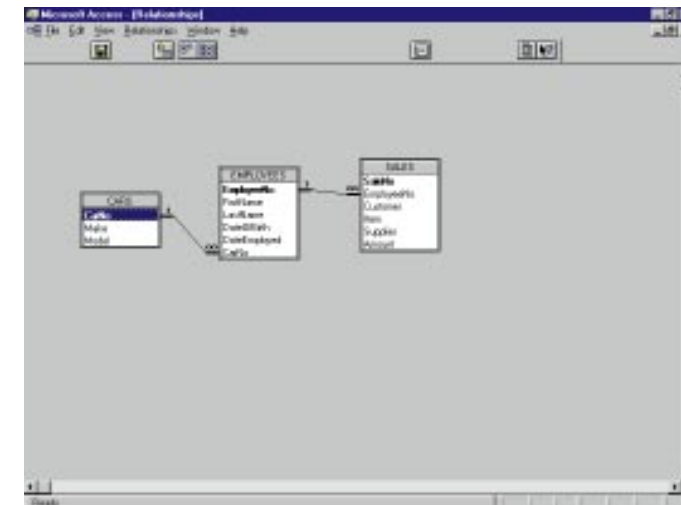 Microsoft Access - [Relationships]
File Edit View Relationships Window Help
CARS
CarNo
Make
Model
EMPLOYEES
EmployeeNo
FirstName
LastName
DateOfBirth
DateEmployed
CarNo
SALES
SaleNo
EmployeeNo
Customer
Item
Supplier
Amount
1
1
Ready